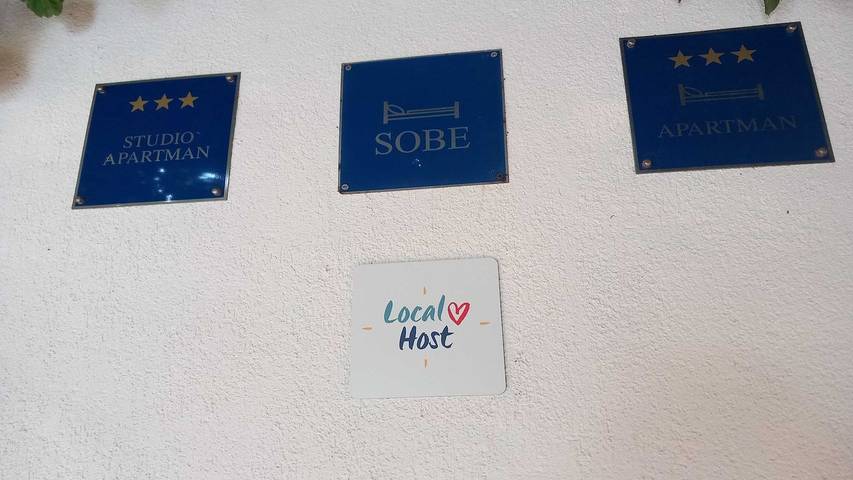 STUDIO
APARTMAN
SOBE
APARTMAN
Local
Host